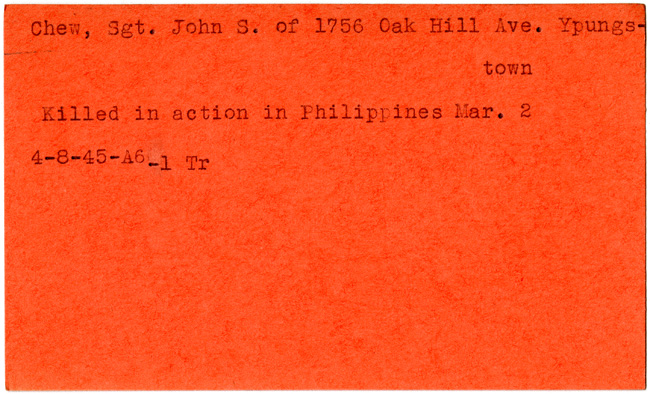 Chew, Sgt. John S. of 1756 Oak Hill Ave. Ypungs-
town
Killed in action in Philippines Mar. 2
4-8-45-A6-1 Tr